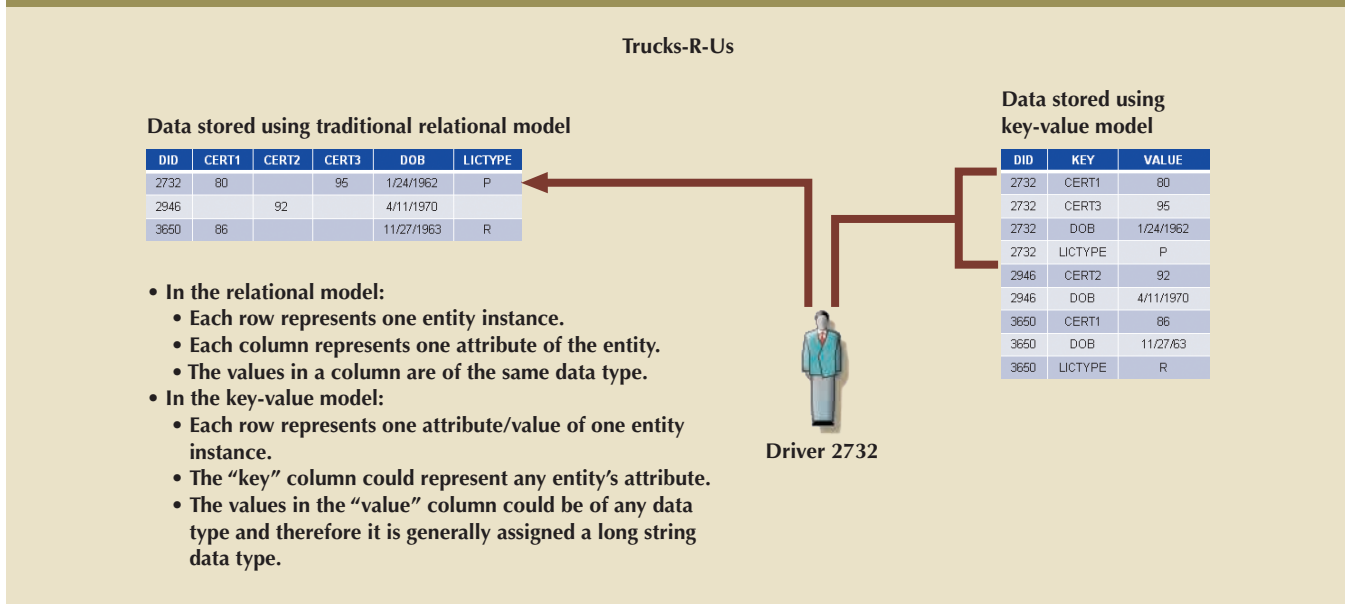 Trucks-R-Us
Data stored using traditional relational model
DID CERT1 CERT2 CERT3 DOB LICTYPE
2732 80 95 1/24/1962 P
2946 92 4/11/1970
3650 86 11/27/1963 R
• In the relational model:
• Each row represents one entity instance.
• Each column represents one attribute of the entity.
• The values in a column are of the same data type.
• In the key-value model:
• Each row represents one attribute/value of one entity
instance.
• The “key” column could represent any entity’s attribute.
• The values in the “value” column could be of any data
type and therefore it is generally assigned a long string
data type.
Driver 2732
Data stored using
key-value model
DID KEY VALUE
2732 CERT1 80
2732 CERT3 95
2732 DOB 1/24/1962
2732 LICTYPE P
2946 CERT2 92
2946 DOB 4/11/1970
3650 CERT1 86
3650 DOB 11/27/63
3650 LICTYPE R